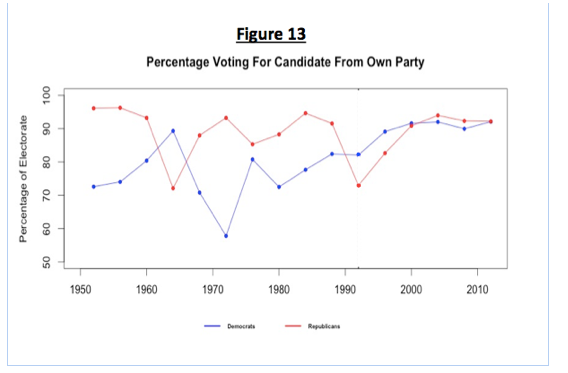 Figure 13
Percentage Voting For Candidate From Own Party
Percentage of Electorate
100
90
80
70
60
50
1950 1960 1970 1980 1990 2000 2010
Democrats Republicans